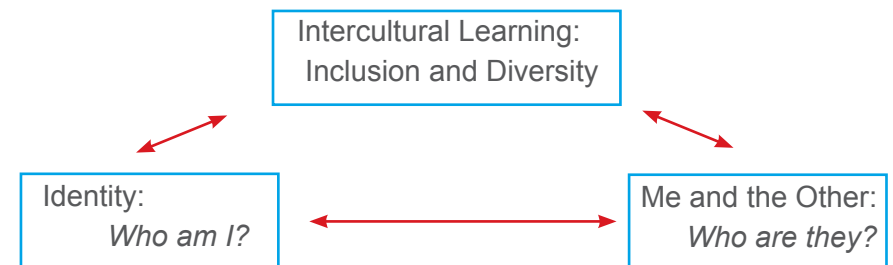 Intercultural Learning:
Inclusion and Diversity
Identity:
Who am I?
Me and the Other:
Who are they?